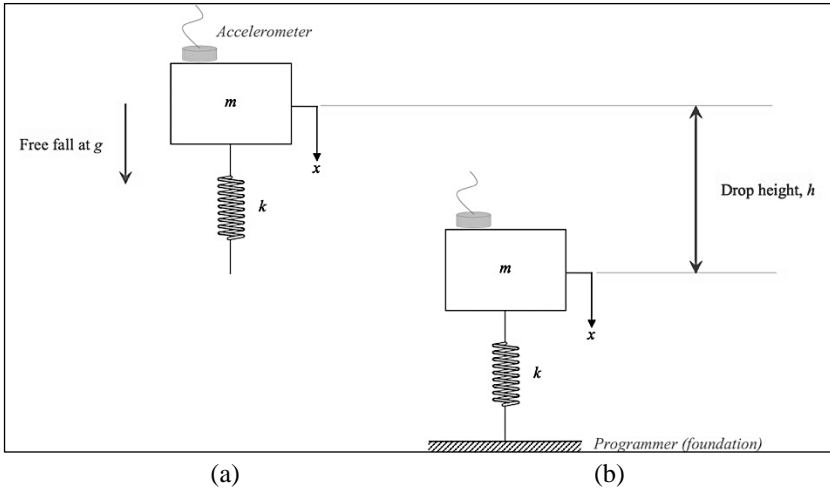 Accelerometer
m
Free fall at g
x
k
Drop height, h
m
x
k
Programmer (foundation)
(a)
(b)